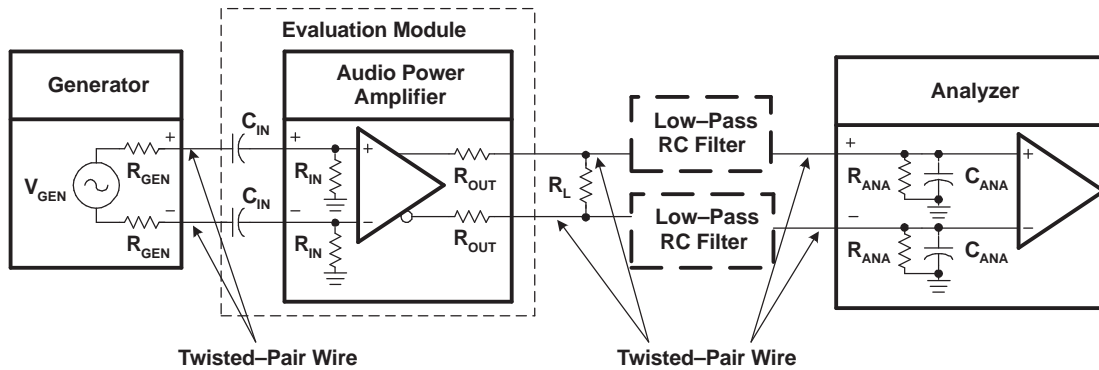 Evaluation Module
Generator
Audio Power
Amplifier
Analyzer
Low–Pass
RC Filter
Low–Pass
RC Filter
C_IN
C_IN
+
−
V_GEN
R_GEN
R_GEN
+
−
R_IN
R_IN
+
−
R_OUT
R_OUT
R_L
+
−
R_ANA
R_ANA
C_ANA
C_ANA
+
−
Twisted–Pair Wire
Twisted–Pair Wire